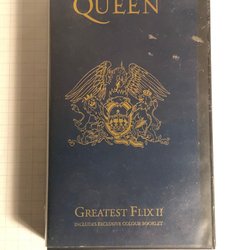 QUEEN
GREATEST FLIX II
INCLUDES EXCLUSIVE COLOUR BOOKLET